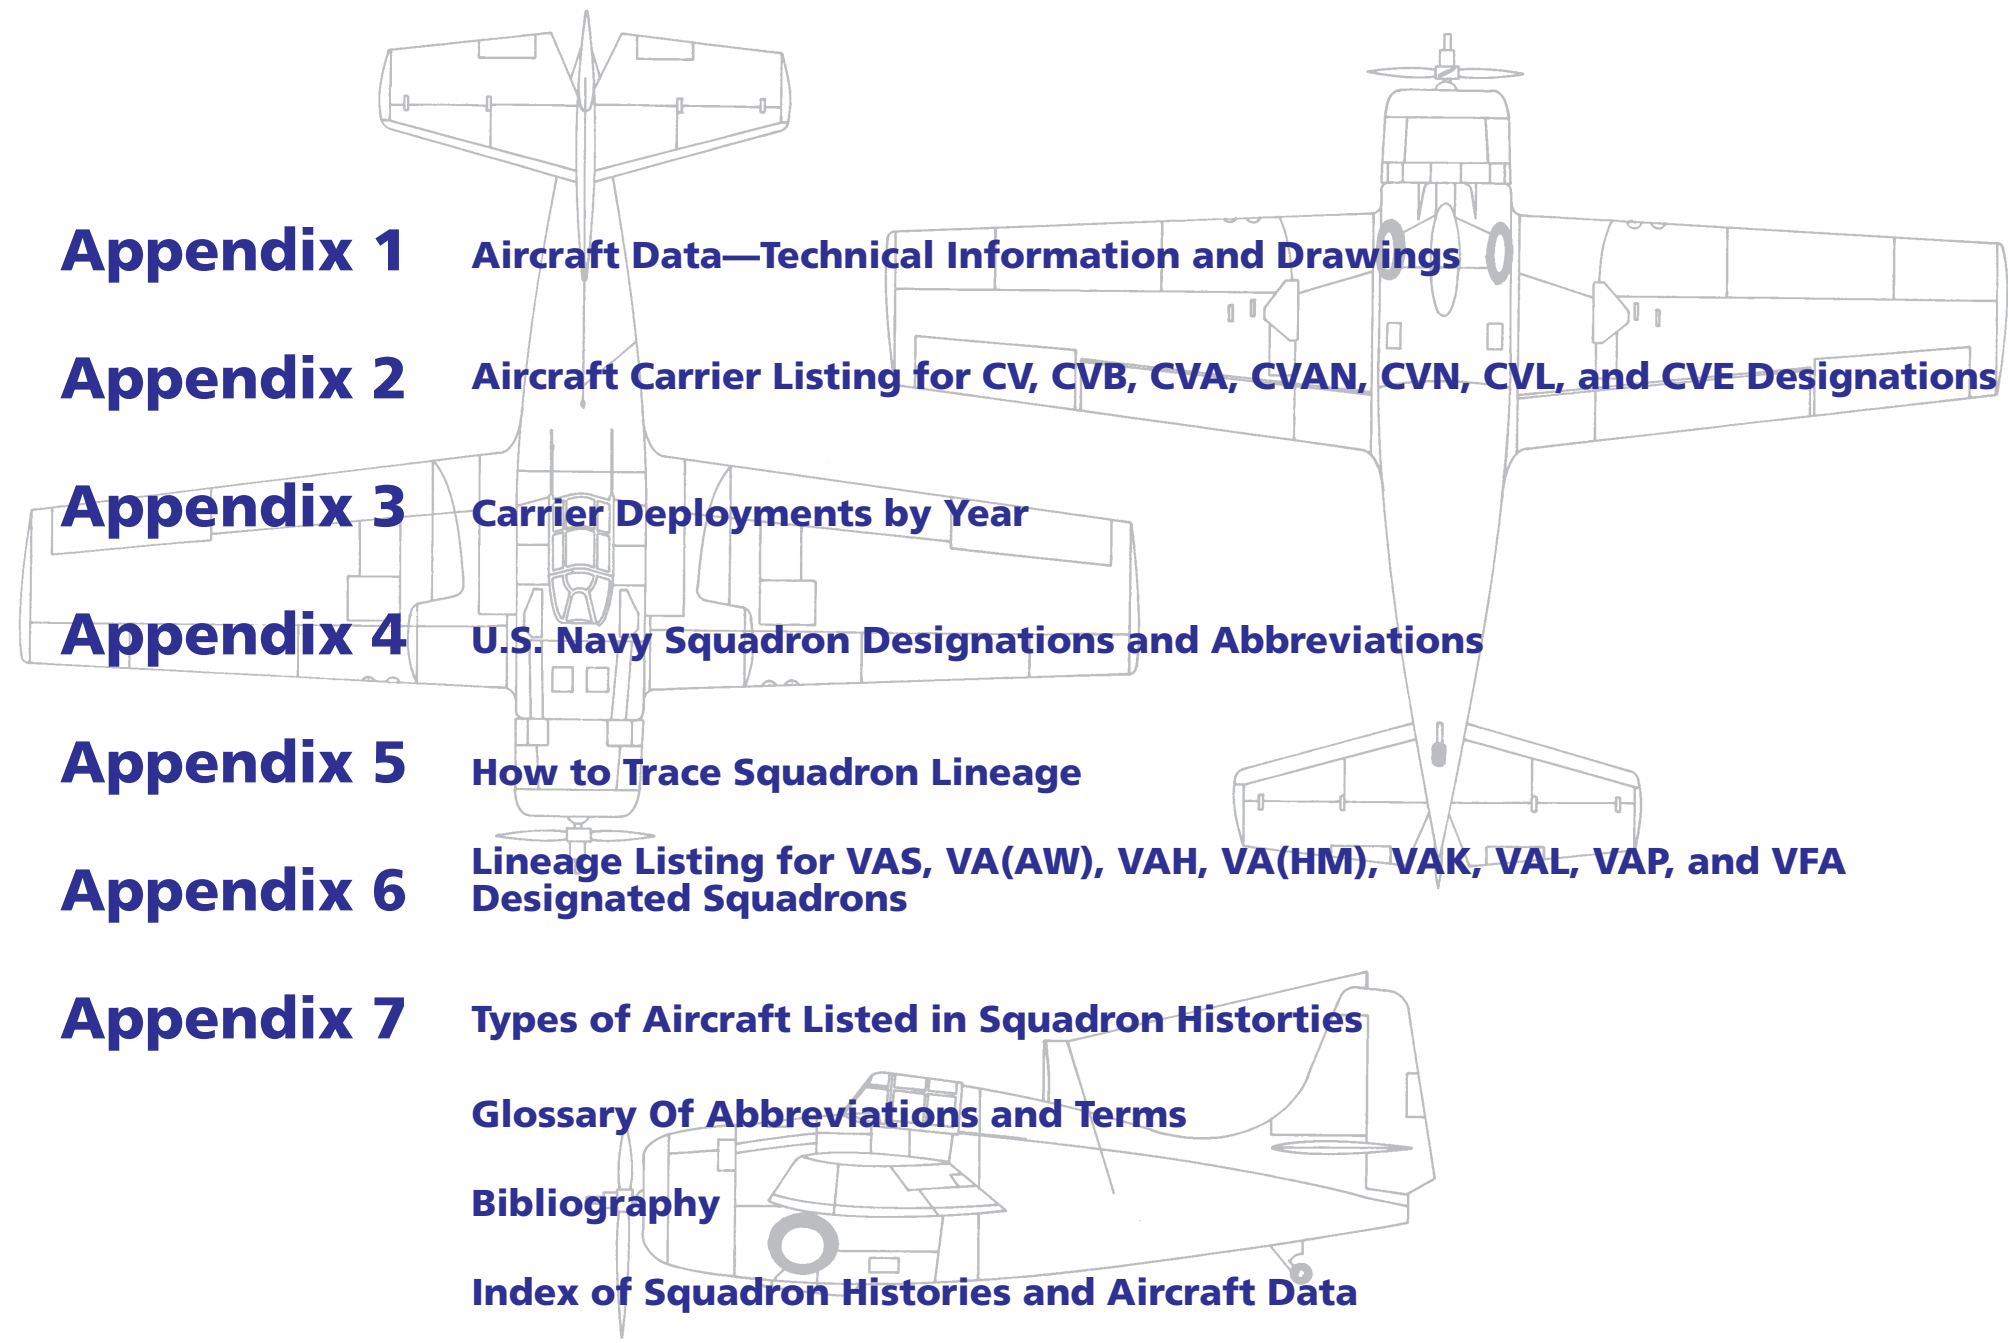 Appendix 1 Aircraft Data—Technical Information and Drawings
Appendix 2 Aircraft Carrier Listing for CV, CVB, CVA, CVAN, CVN, CVL, and CVE Designations
Appendix 3 Carrier Deployments by Year
Appendix 4 U.S. Navy Squadron Designations and Abbreviations
Appendix 5 How to Trace Squadron Lineage
Appendix 6 Lineage Listing for VAS, VA(AW), VAH, VA(HM), VAK, VAL, VAP, and VFA
Designated Squadrons
Appendix 7 Types of Aircraft Listed in Squadron Historties
Glossary Of Abbreviations and Terms
Bibliography
Index of Squadron Histories and Aircraft Data